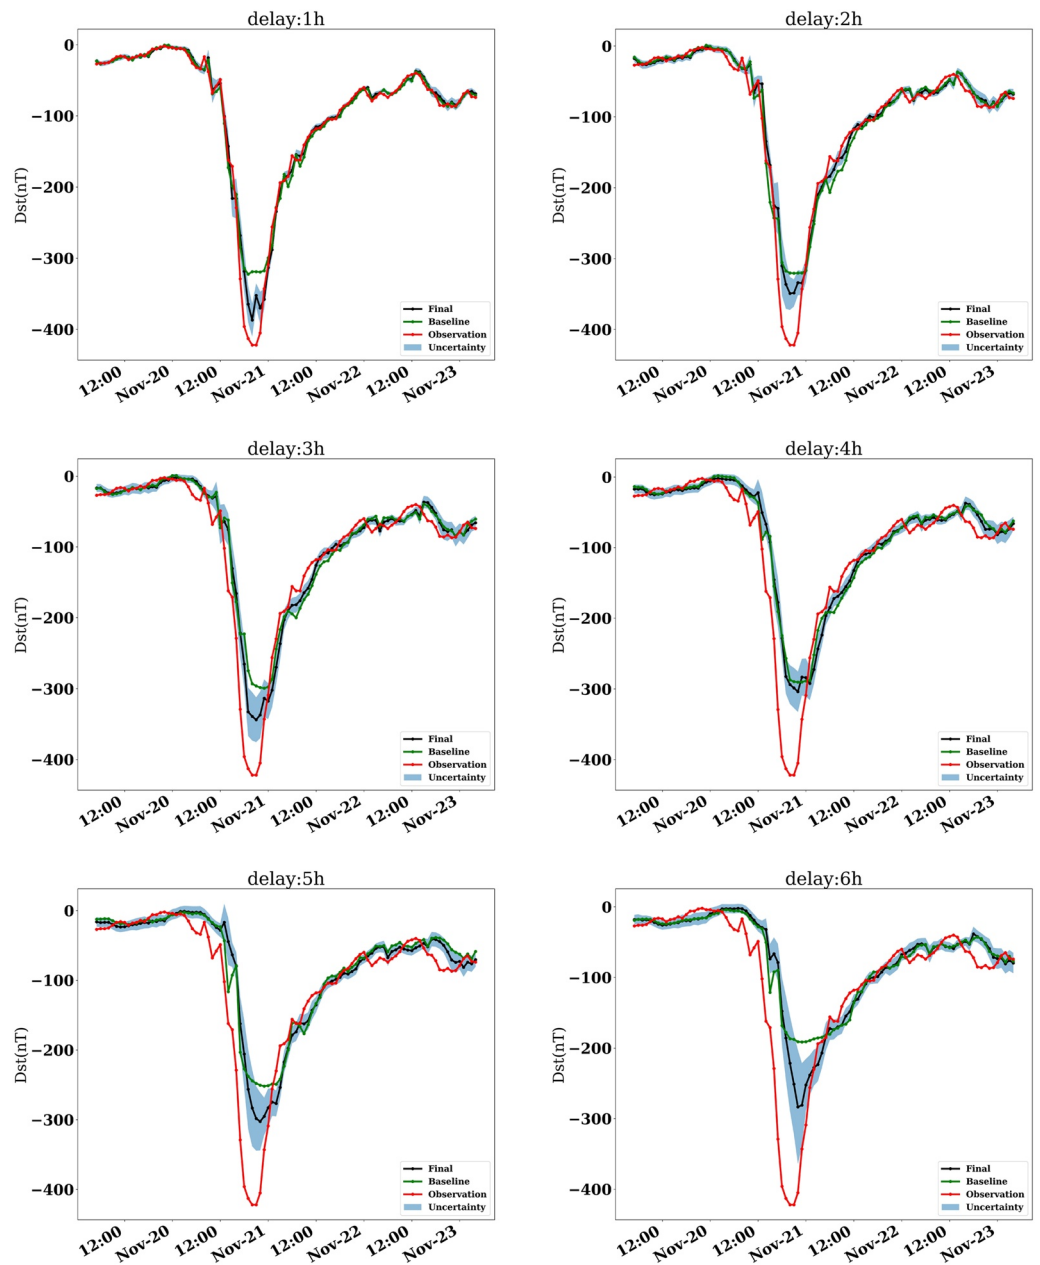 delay:1h
0
−100
−200
−300
−400
Dst(nT)
12:00
Nov-20
12:00
Nov-21
12:00
Nov-22
12:00
Nov-23
Final
Baseline
Observation
Uncertainty
delay:2h
0
−100
−200
−300
−400
Dst(nT)
12:00
Nov-20
12:00
Nov-21
12:00
Nov-22
12:00
Nov-23
Final
Baseline
Observation
Uncertainty
delay:3h
0
−100
−200
−300
−400
Dst(nT)
12:00
Nov-20
12:00
Nov-21
12:00
Nov-22
12:00
Nov-23
Final
Baseline
Observation
Uncertainty
delay:4h
0
−100
−200
−300
−400
Dst(nT)
12:00
Nov-20
12:00
Nov-21
12:00
Nov-22
12:00
Nov-23
Final
Baseline
Observation
Uncertainty
delay:5h
0
−100
−200
−300
−400
Dst(nT)
12:00
Nov-20
12:00
Nov-21
12:00
Nov-22
12:00
Nov-23
Final
Baseline
Observation
Uncertainty
delay:6h
0
−100
−200
−300
−400
Dst(nT)
12:00
Nov-20
12:00
Nov-21
12:00
Nov-22
12:00
Nov-23
Final
Baseline
Observation
Uncertainty